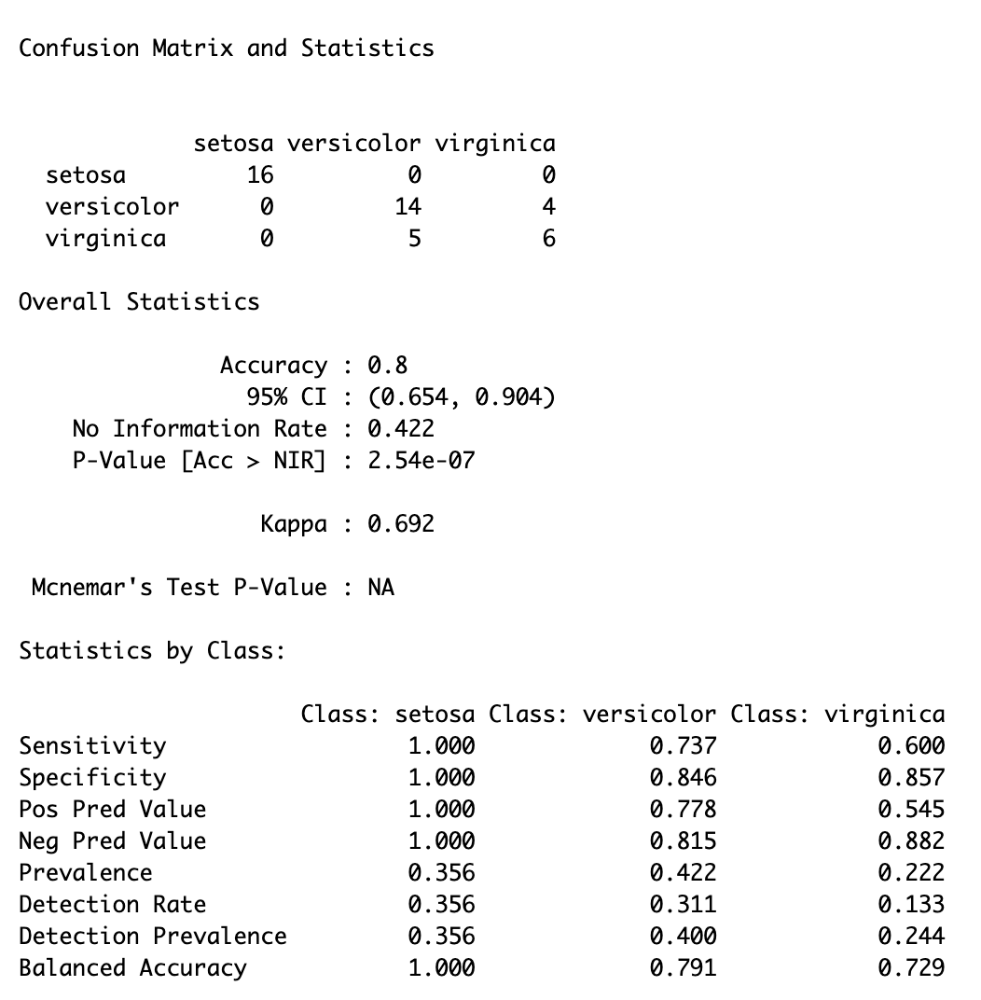 Confusion Matrix and Statistics
setosa versicolor virginica
setosa 16 0 0
versicolor 0 14 4
virginica 0 5 6
Overall Statistics
Accuracy : 0.8
95% CI : (0.654, 0.904)
No Information Rate : 0.422
P-Value [Acc > NIR] : 2.54e-07
Kappa : 0.692
Mcnemar's Test P-Value : NA
Statistics by Class:
Class: setosa Class: versicolor Class: virginica
Sensitivity 1.000 0.737 0.600
Specificity 1.000 0.846 0.857
Pos Pred Value 1.000 0.778 0.545
Neg Pred Value 1.000 0.815 0.882
Prevalence 0.356 0.422 0.222
Detection Rate 0.356 0.311 0.133
Detection Prevalence 0.356 0.400 0.244
Balanced Accuracy 1.000 0.791 0.729